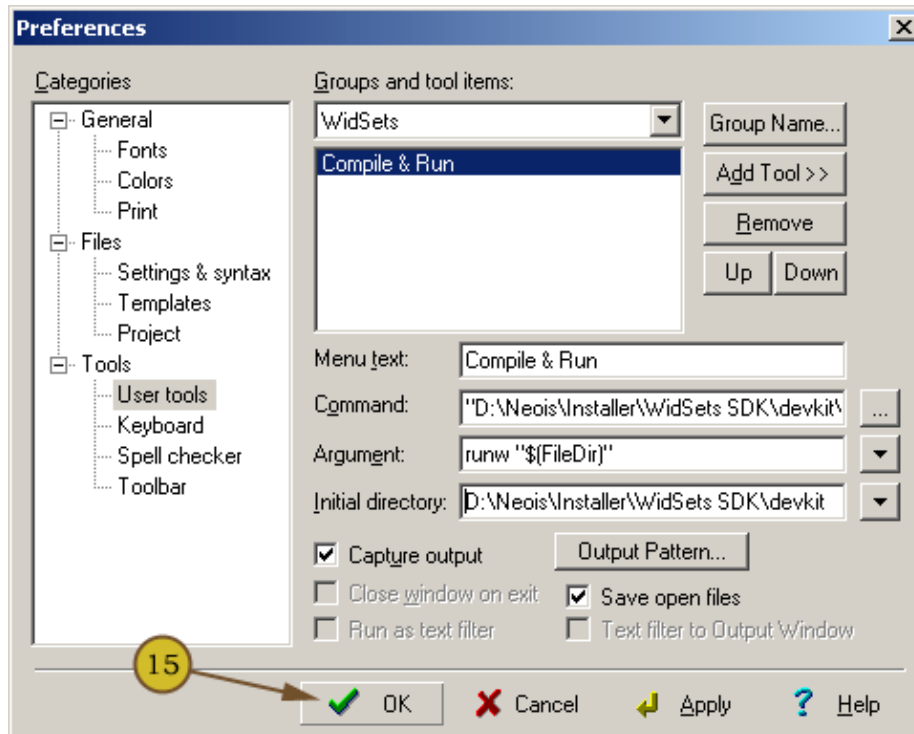 Preferences
Categories
General
Fonts
Colors
Print
Files
Settings & syntax
Templates
Project
Tools
User tools
Keyboard
Spell checker
Toolbar
Groups and tool items:
WidSets
Compile & Run
Group Name...
Add Tool >>
Remove
Up Down
Menu text: Compile & Run
Command: "D:\Neois\Installer\WidSets SDK\devkit\ ...
Argument: runw "$(FileDir)"
Initial directory: D:\Neois\Installer\WidSets SDK\devkit
Capture output Output Pattern...
Close window on exit Save open files
Run as text filter Text filter to Output Window
15
OK Cancel Apply ? Help